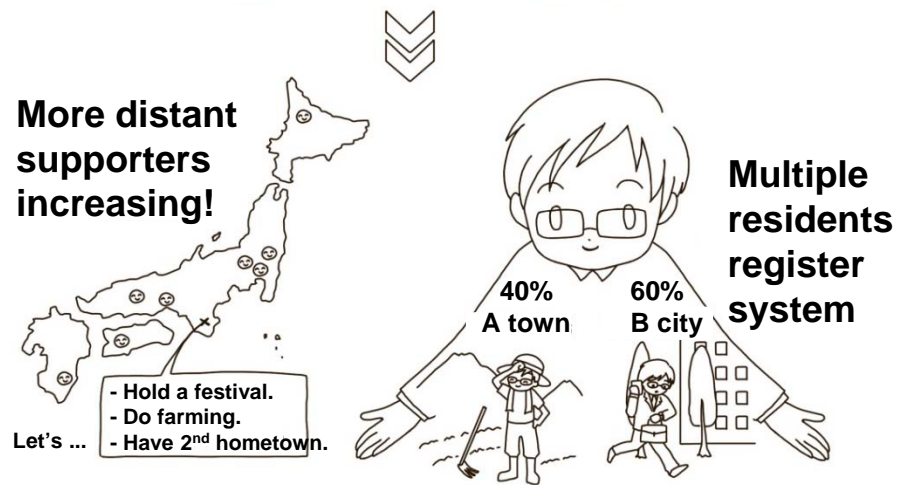 More distant
supporters
increasing!
Multiple
residents
register
system
40%
A town
60%
B city
- Hold a festival.
- Do farming.
Let's ...
- Have 2nd hometown.